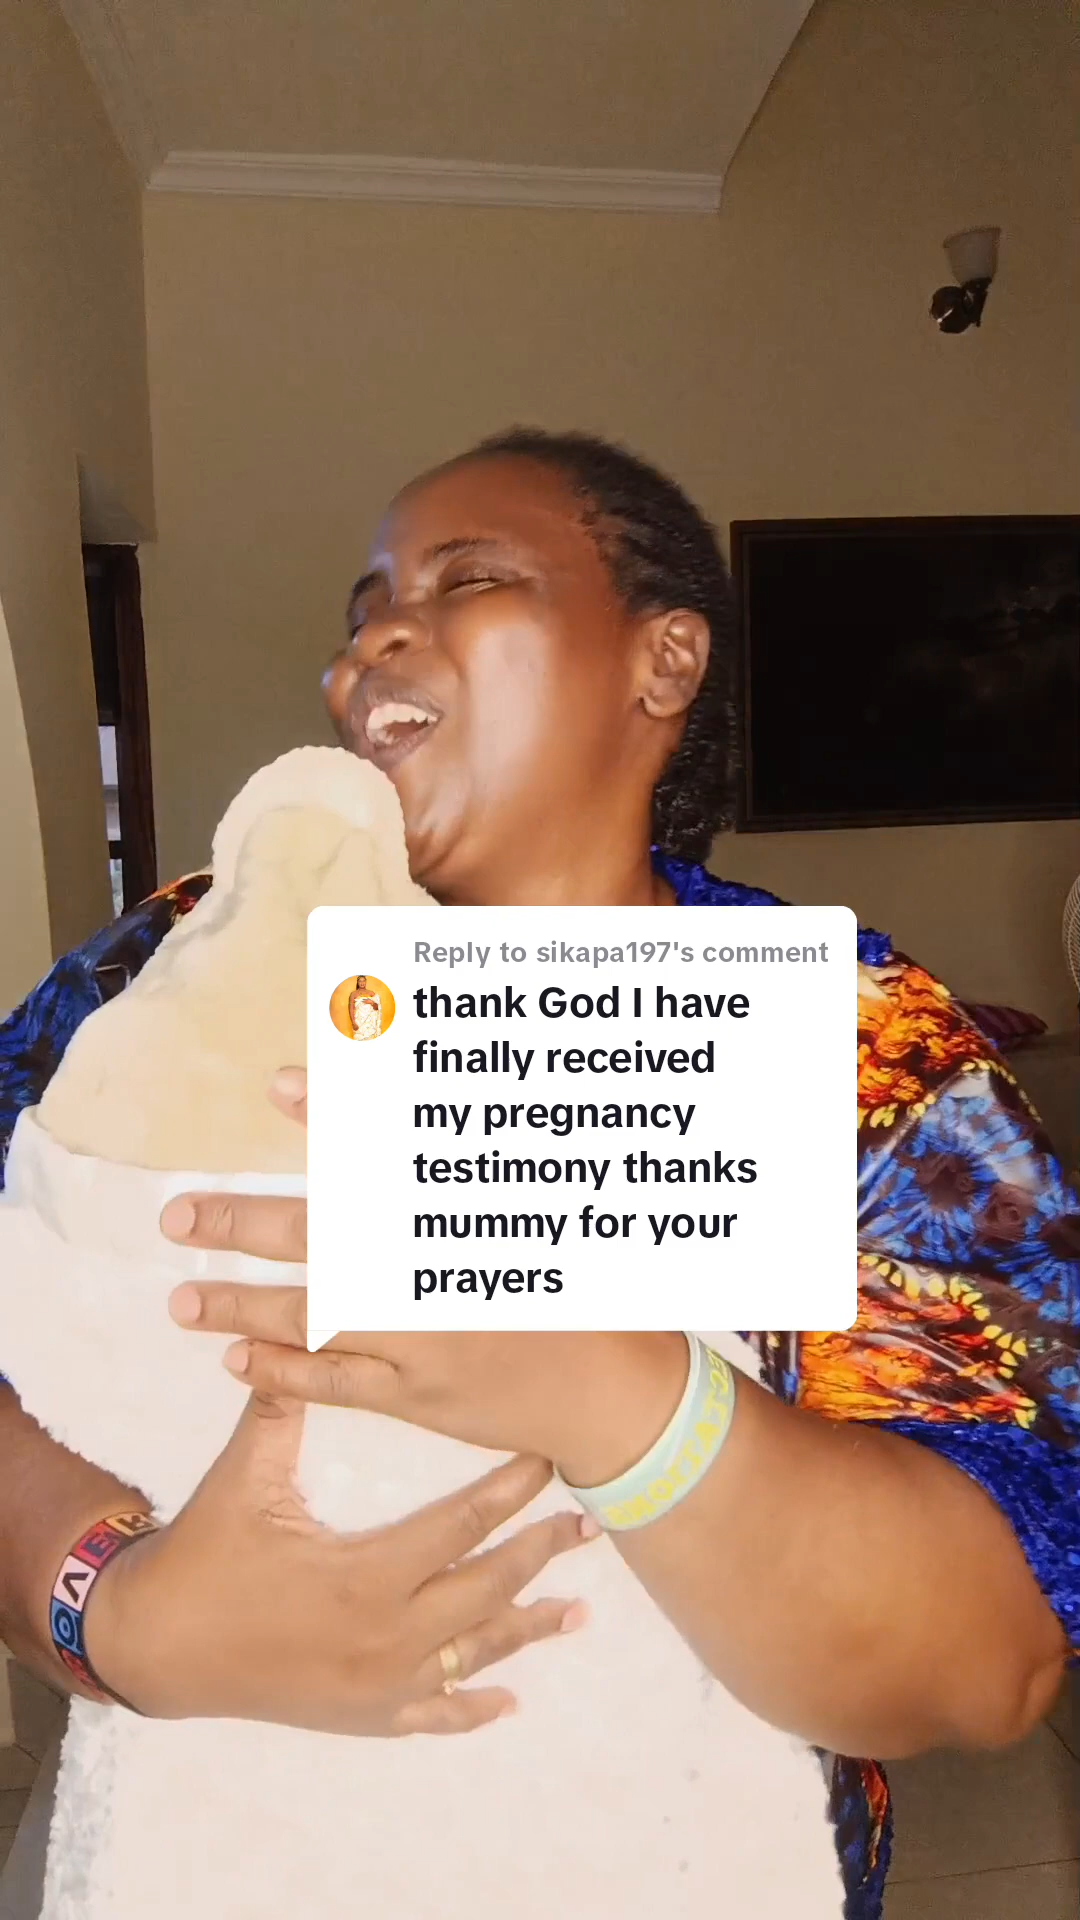 Reply to sikapa197's comment
thank God I have
finally received
my pregnancy
testimony thanks
mummy for your
prayers